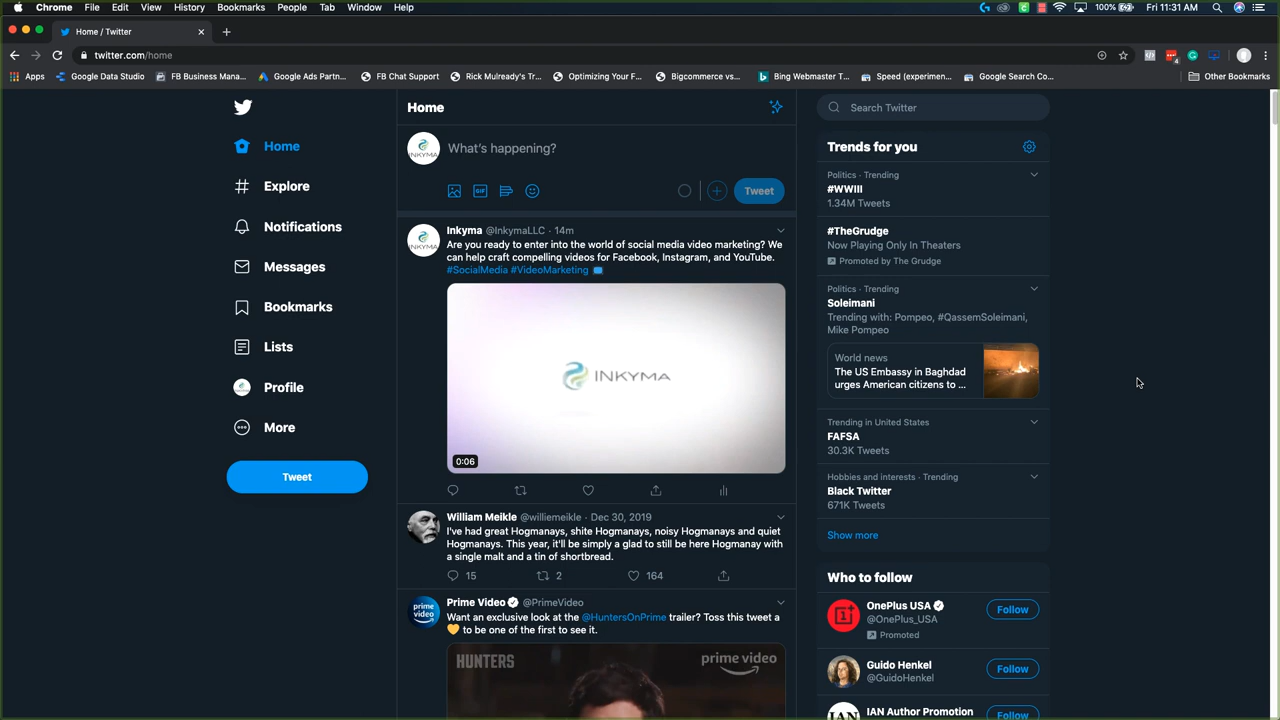 Chrome File Edit View History Bookmarks People Tab Window Help 100% Fri 11:31 AM
Home / Twitter
twitter.com/home
Apps Google Data Studio FB Business Mana... Google Ads Partn... FB Chat Support Rick Mulready's Tr... Optimizing Your F... Bigcommerce vs... Bing Webmaster T... Speed (experimen... Google Search Co... Other Bookmarks
Home
Explore
Notifications
Messages
Bookmarks
Lists
Profile
More
Tweet
Home
INKYMA
What's happening?
GIF
Tweet
Inkyma @InkymaLLC · 14m
Are you ready to enter into the world of social media video marketing? We
can help craft compelling videos for Facebook, Instagram, and YouTube.
#SocialMedia #VideoMarketing
INKYMA
0:06
William Meikle @williemeikle · Dec 30, 2019
I've had great Hogmanays, shite Hogmanays, noisy Hogmanays and quiet
Hogmanays. This year, it'll be simply a glad to still be here Hogmanay with
a single malt and a tin of shortbread.
15 2 164
prime video
Prime Video @PrimeVideo
Want an exclusive look at the @HuntersOnPrime trailer? Toss this tweet a
to be one of the first to see it.
HUNTERS prime video
Search Twitter
Trends for you
Politics · Trending
#WWIII
1.34M Tweets
#TheGrudge
Now Playing Only In Theaters
Promoted by The Grudge
Politics · Trending
Soleimani
Trending with: Pompeo, #QassemSoleimani,
Mike Pompeo
World news
The US Embassy in Baghdad
urges American citizens to ...
Trending in United States
FAFSA
30.3K Tweets
Hobbies and interests · Trending
Black Twitter
671K Tweets
Show more
Who to follow
OnePlus USA
@OnePlus_USA
Promoted
Follow
Guido Henkel
@GuidoHenkel
Follow
IAN
IAN Author Promotion
Follow